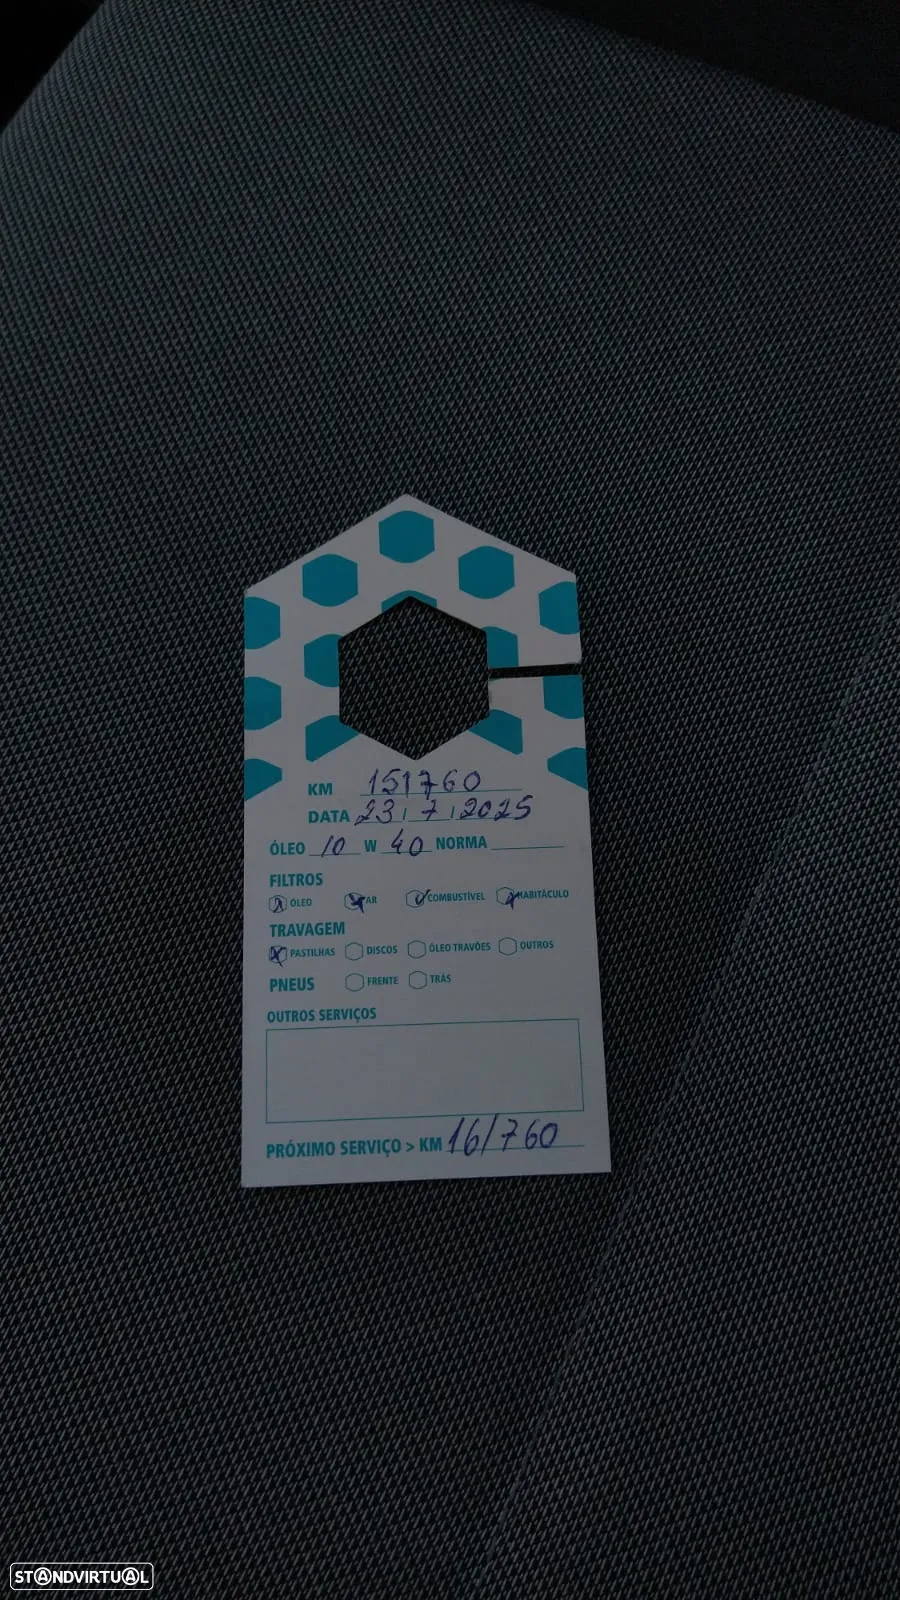 KM 151760
DATA 23 / 7 / 2025
ÓLEO 10 W 40 NORMA
FILTROS
ÓLEO AR COMBUSTÍVEL HABITÁCULO
TRAVAGEM
PASTILHAS DISCOS ÓLEO TRAVÕES OUTROS
PNEUS FRENTE TRÁS
OUTROS SERVIÇOS
PRÓXIMO SERVIÇO > KM 161760
STANDVIRTUAL